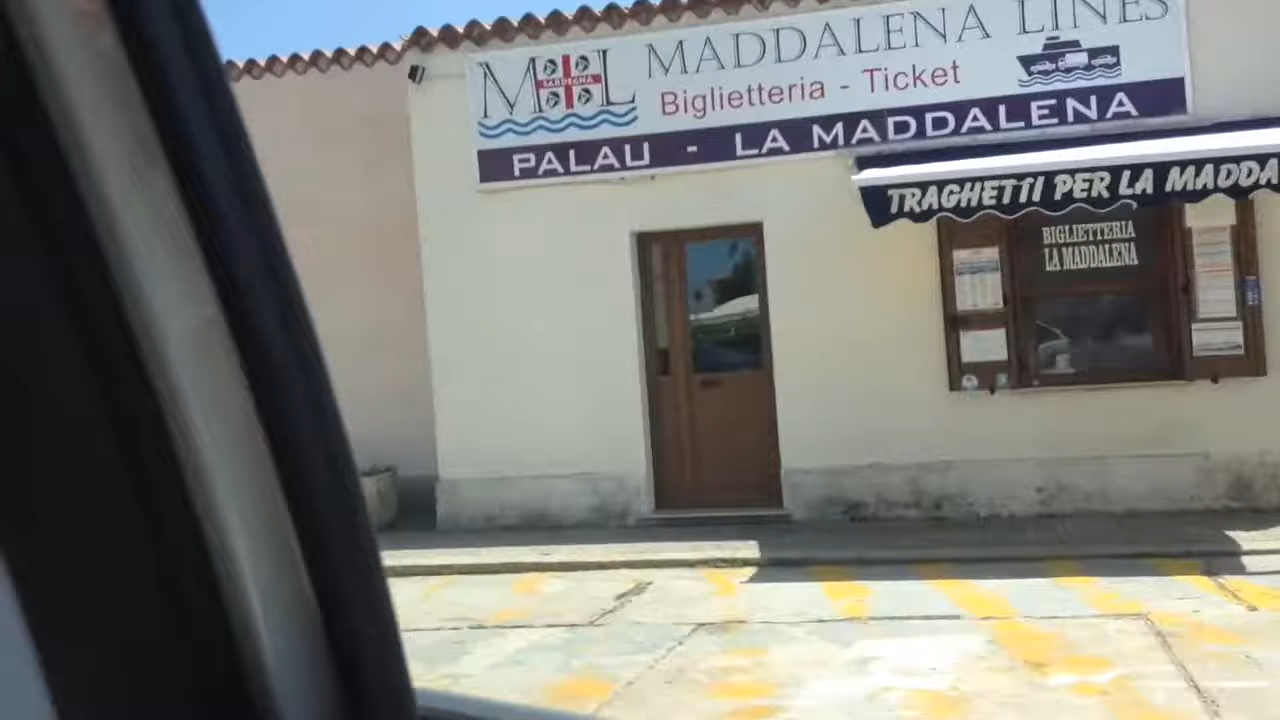 MADDALENA LINES
ML
SARDEGNA
Biglietteria - Ticket
PALAU - LA MADDALENA
TRAGHETTI PER LA MADDA
BIGLIETTERIA
LA MADDALENA